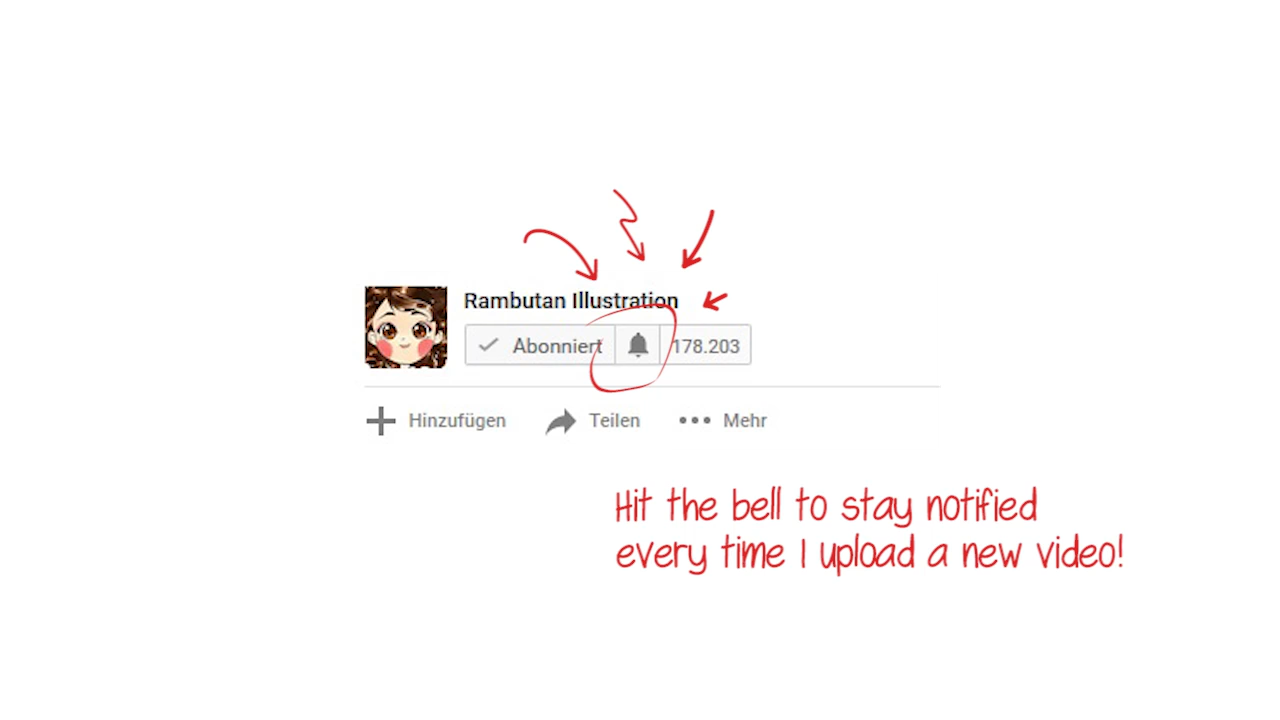 Rambutan Illustration
Abonniert 178.203
Hinzufügen Teilen Mehr
Hit the bell to stay notified
every time I upload a new video!